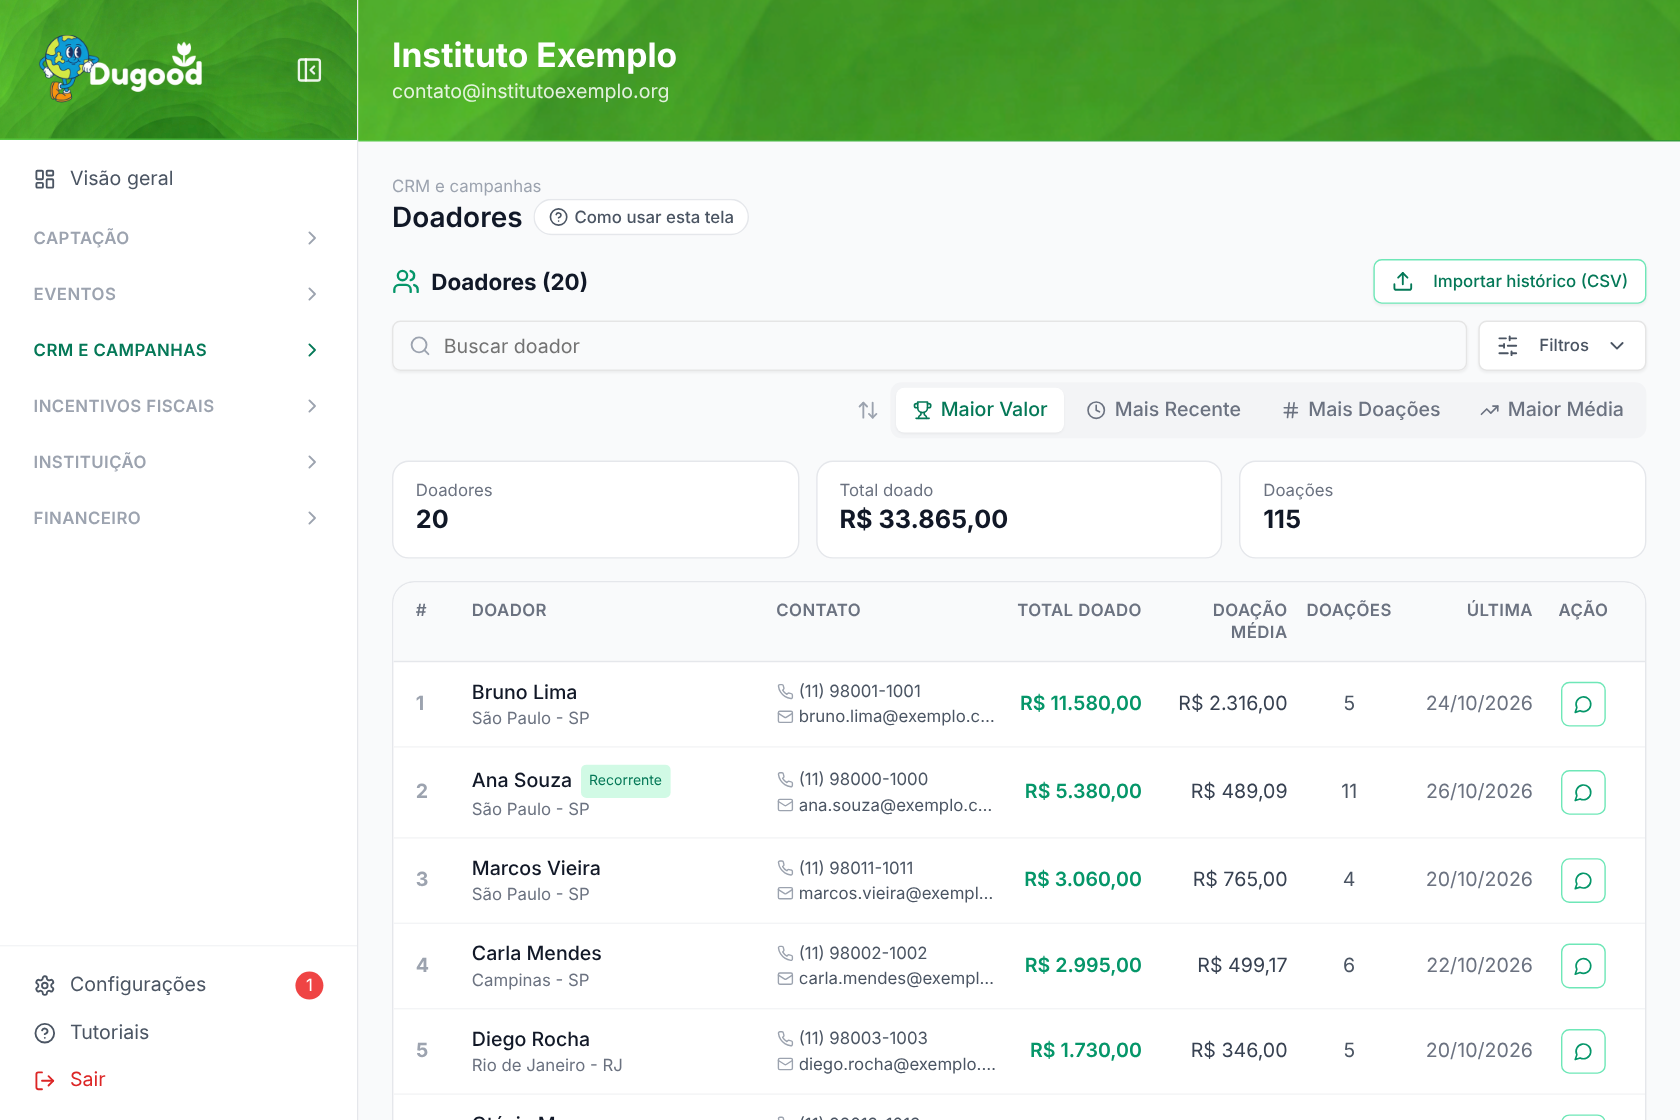 Dugood
Instituto Exemplo
contato@institutoexemplo.org
Visão geral
CAPTAÇÃO
EVENTOS
CRM E CAMPANHAS
INCENTIVOS FISCAIS
INSTITUIÇÃO
FINANCEIRO
Configurações 1
Tutoriais
Sair
CRM e campanhas
Doadores Como usar esta tela
Doadores (20) Importar histórico (CSV)
Buscar doador Filtros
Maior Valor Mais Recente # Mais Doações Maior Média
Doadores Total doado Doações
20 R$ 33.865,00 115
# DOADOR CONTATO TOTAL DOADO DOAÇÃO MÉDIA DOAÇÕES ÚLTIMA AÇÃO
1 Bruno Lima (11) 98001-1001 R$ 11.580,00 R$ 2.316,00 5 24/10/2026
São Paulo - SP bruno.lima@exemplo.c...
2 Ana Souza Recorrente (11) 98000-1000 R$ 5.380,00 R$ 489,09 11 26/10/2026
São Paulo - SP ana.souza@exemplo.c...
3 Marcos Vieira (11) 98011-1011 R$ 3.060,00 R$ 765,00 4 20/10/2026
São Paulo - SP marcos.vieira@exempl...
4 Carla Mendes (11) 98002-1002 R$ 2.995,00 R$ 499,17 6 22/10/2026
Campinas - SP carla.mendes@exempl...
5 Diego Rocha (11) 98003-1003 R$ 1.730,00 R$ 346,00 5 20/10/2026
Rio de Janeiro - RJ diego.rocha@exemplo....